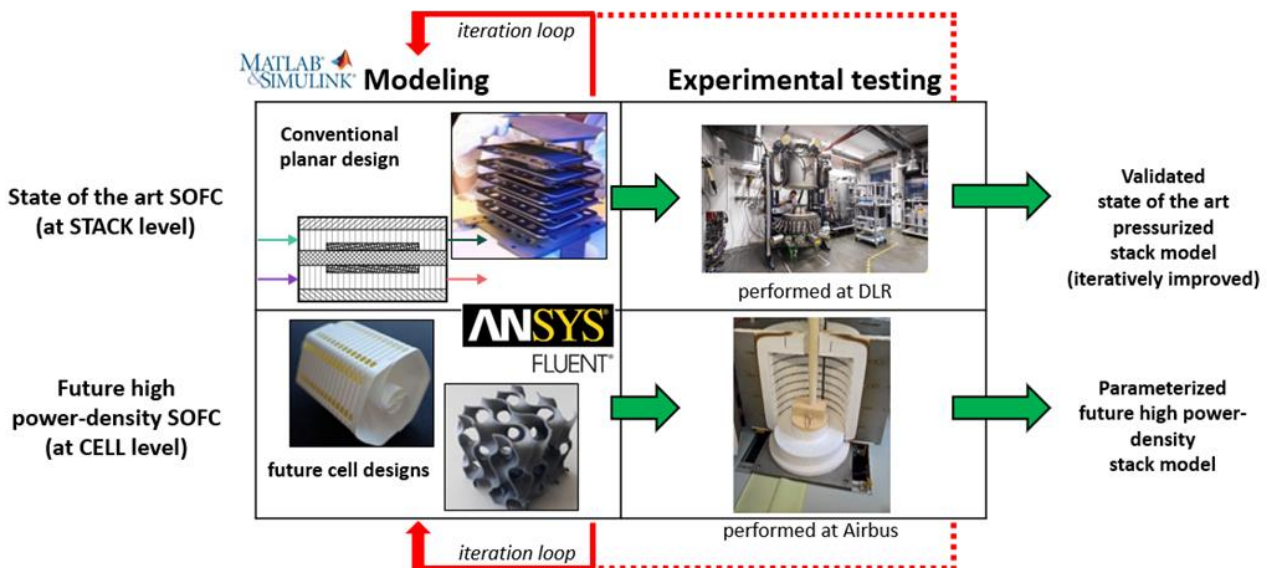 iteration loop
MATLAB®
&SIMULINK®
Modeling
Experimental testing
Conventional
planar design
State of the art SOFC
(at STACK level)
performed at DLR
Validated
state of the art
pressurized
stack model
(iteratively improved)
ANSYS®
FLUENT®
Future high
power-density SOFC
(at CELL level)
future cell designs
performed at Airbus
Parameterized
future high power-
density
stack model
iteration loop